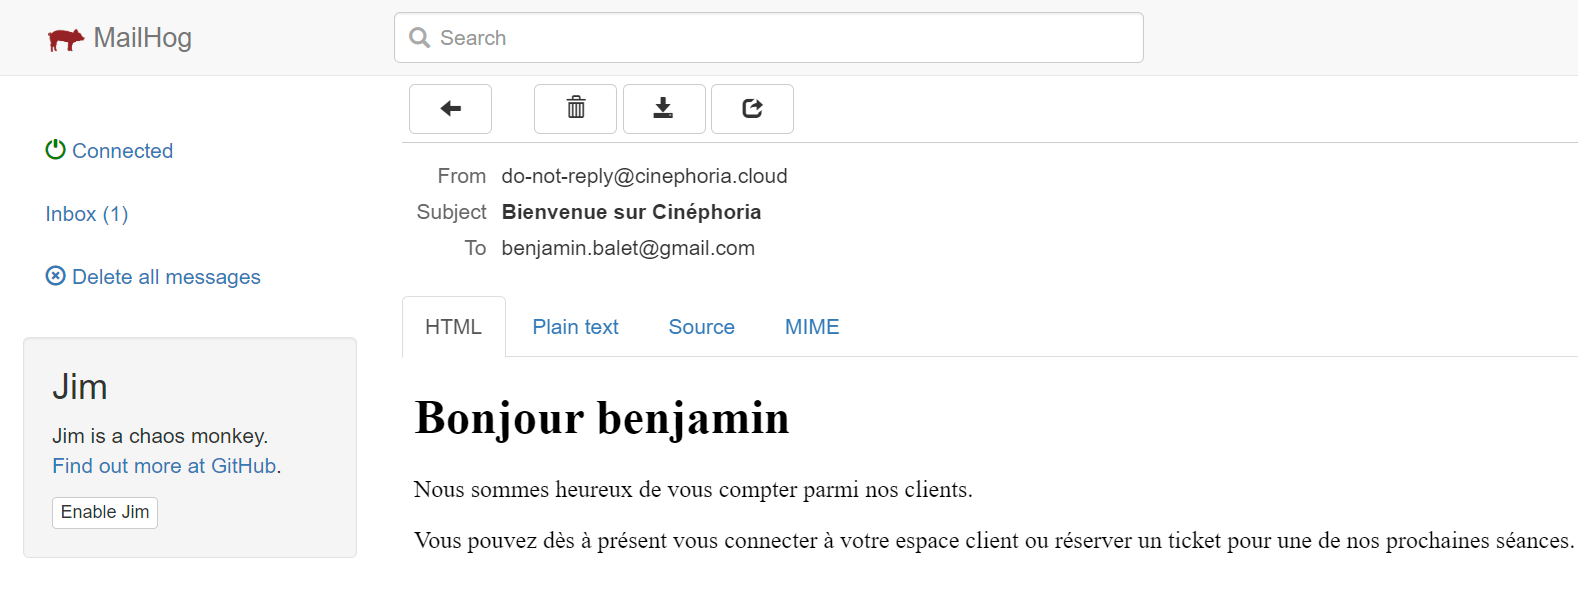 MailHog
Search
Connected
Inbox (1)
Delete all messages
Jim
Jim is a chaos monkey.
Find out more at GitHub.
Enable Jim
From do-not-reply@cinephoria.cloud
Subject Bienvenue sur Cinéphoria
To benjamin.balet@gmail.com
HTML Plain text Source MIME
Bonjour benjamin
Nous sommes heureux de vous compter parmi nos clients.
Vous pouvez dès à présent vous connecter à votre espace client ou réserver un ticket pour une de nos prochaines séances.